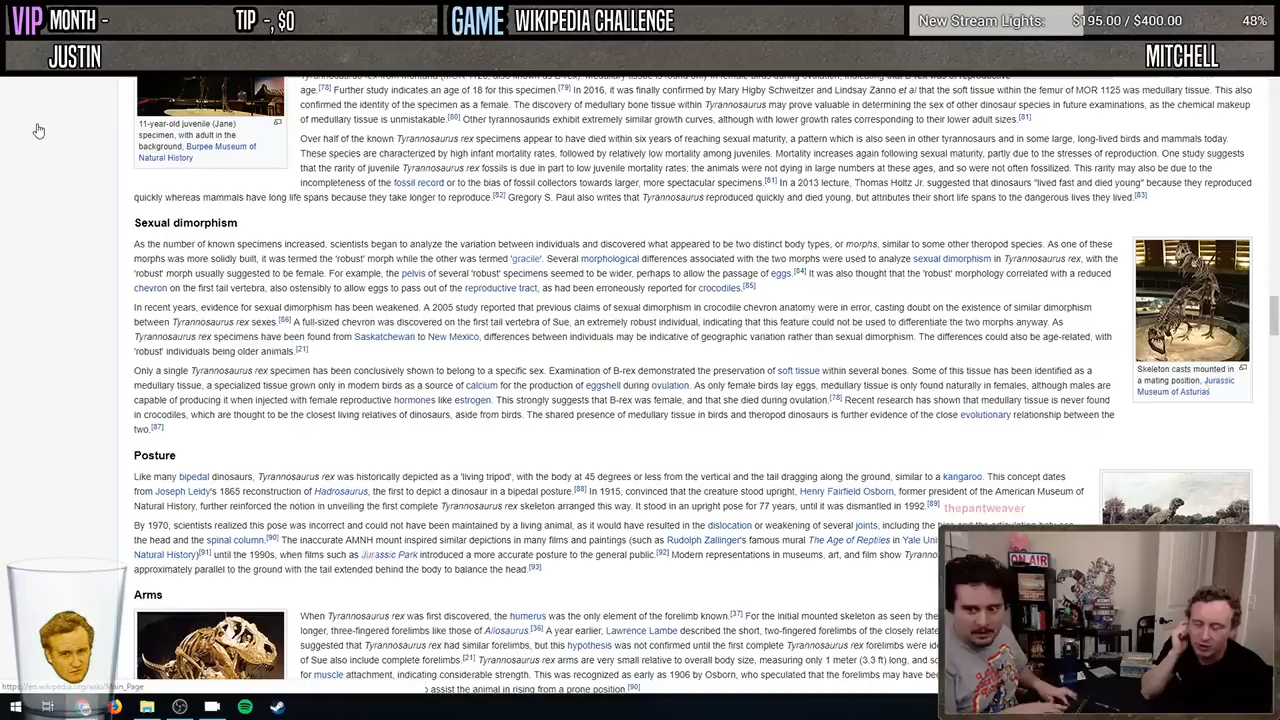 VIP MONTH -
TIP -, $0
GAME WIKIPEDIA CHALLENGE
New Stream Lights: $195.00 / $400.00 48%
JUSTIN
MITCHELL
age.[78] Further study indicates an age of 18 for this specimen.[79] In 2016, it was finally confirmed by Mary Higby Schweitzer and Lindsay Zanno et al that the soft tissue within the femur of MOR 1125 was medullary tissue. This also
confirmed the identity of the specimen as a female. The discovery of medullary bone tissue within Tyrannosaurus may prove valuable in determining the sex of other dinosaur species in future examinations, as the chemical makeup
of medullary tissue is unmistakable.[80] Other tyrannosaurids exhibit extremely similar growth curves, although with lower growth rates corresponding to their lower adult sizes.[81]
11-year-old juvenile (Jane)
specimen, with adult in the
background, Burpee Museum of
Natural History
Over half of the known Tyrannosaurus rex specimens appear to have died within six years of reaching sexual maturity, a pattern which is also seen in other tyrannosaurs and in some large, long-lived birds and mammals today.
These species are characterized by high infant mortality rates, followed by relatively low mortality among juveniles. Mortality increases again following sexual maturity, partly due to the stresses of reproduction. One study suggests
that the rarity of juvenile Tyrannosaurus rex fossils is due in part to low juvenile mortality rates; the animals were not dying in large numbers at these ages, and so were not often fossilized. This rarity may also be due to the
incompleteness of the fossil record or to the bias of fossil collectors towards larger, more spectacular specimens.[81] In a 2013 lecture, Thomas Holtz Jr. suggested that dinosaurs "lived fast and died young" because they reproduced
quickly whereas mammals have long life spans because they take longer to reproduce.[82] Gregory S. Paul also writes that Tyrannosaurus reproduced quickly and died young, but attributes their short life spans to the dangerous lives they lived.[83]
Sexual dimorphism
As the number of known specimens increased, scientists began to analyze the variation between individuals and discovered what appeared to be two distinct body types, or morphs, similar to some other theropod species. As one of these
morphs was more solidly built, it was termed the 'robust' morph while the other was termed 'gracile'. Several morphological differences associated with the two morphs were used to analyze sexual dimorphism in Tyrannosaurus rex, with the
'robust' morph usually suggested to be female. For example, the pelvis of several 'robust' specimens seemed to be wider, perhaps to allow the passage of eggs.[84] It was also thought that the 'robust' morphology correlated with a reduced
chevron on the first tail vertebra, also ostensibly to allow eggs to pass out of the reproductive tract, as had been erroneously reported for crocodiles.[85]
In recent years, evidence for sexual dimorphism has been weakened. A 2005 study reported that previous claims of sexual dimorphism in crocodile chevron anatomy were in error, casting doubt on the existence of similar dimorphism
between Tyrannosaurus rex sexes.[86] A full-sized chevron was discovered on the first tail vertebra of Sue, an extremely robust individual, indicating that this feature could not be used to differentiate the two morphs anyway. As
Tyrannosaurus rex specimens have been found from Saskatchewan to New Mexico, differences between individuals may be indicative of geographic variation rather than sexual dimorphism. The differences could also be age-related, with
'robust' individuals being older animals.[21]
Only a single Tyrannosaurus rex specimen has been conclusively shown to belong to a specific sex. Examination of B-rex demonstrated the preservation of soft tissue within several bones. Some of this tissue has been identified as a
medullary tissue, a specialized tissue grown only in modern birds as a source of calcium for the production of eggshell during ovulation. As only female birds lay eggs, medullary tissue is only found naturally in females, although males are
capable of producing it when injected with female reproductive hormones like estrogen. This strongly suggests that B-rex was female, and that she died during ovulation.[78] Recent research has shown that medullary tissue is never found
in crocodiles, which are thought to be the closest living relatives of dinosaurs, aside from birds. The shared presence of medullary tissue in birds and theropod dinosaurs is further evidence of the close evolutionary relationship between the
two.[87]
Skeleton casts mounted in
a mating position, Jurassic
Museum of Asturias
Posture
Like many bipedal dinosaurs, Tyrannosaurus rex was historically depicted as a 'living tripod', with the body at 45 degrees or less from the vertical and the tail dragging along the ground, similar to a kangaroo. This concept dates
from Joseph Leidy's 1865 reconstruction of Hadrosaurus, the first to depict a dinosaur in a bipedal posture.[88] In 1915, convinced that the creature stood upright, Henry Fairfield Osborn, former president of the American Museum of
Natural History, further reinforced the notion in unveiling the first complete Tyrannosaurus rex skeleton arranged this way. It stood in an upright pose for 77 years, until it was dismantled in 1992.[89]
thepantweaver
By 1970, scientists realized this pose was incorrect and could not have been maintained by a living animal, as it would have resulted in the dislocation or weakening of several joints, including the
the head and the spinal column.[90] The inaccurate AMNH mount inspired similar depictions in many films and paintings (such as Rudolph Zallinger's famous mural The Age of Reptiles in Yale
Natural History)[91] until the 1990s, when films such as Jurassic Park introduced a more accurate posture to the general public.[92] Modern representations in museums, art, and film show
approximately parallel to the ground with the tail extended behind the body to balance the head.[93]
ON AIR
Arms
When Tyrannosaurus rex was first discovered, the humerus was the only element of the forelimb known.[37] For the initial mounted skeleton as seen by the
longer, three-fingered forelimbs like those of Allosaurus.[36] A year earlier, Lawrence Lambe described the short, two-fingered forelimbs of the closely
suggested that Tyrannosaurus rex had similar forelimbs, but this hypothesis was not confirmed until the first complete Tyrannosaurus rex forelimbs were
of Sue also include complete forelimbs.[21] Tyrannosaurus rex arms are very small relative to overall body size, measuring only 1 meter (3.3 ft) long, and
for muscle attachment, indicating considerable strength. This was recognized as early as 1906 by Osborn, who speculated that the forelimbs may have
assist the animal in rising from a prone position.[90]
https://en.wikipedia.org/wiki/Main_Page